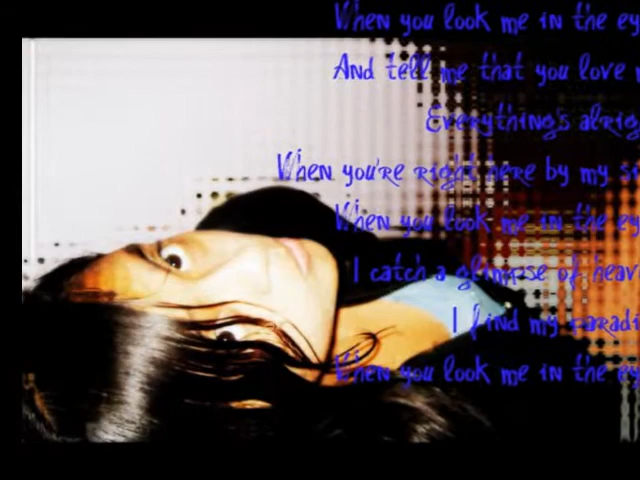 When you look me in the ey
And tell me that you love
Everything's alrig
When you're right here by my si
When you look me in the ey
I catch a glimpse of heav
I find my paradi
When you look me in the ey